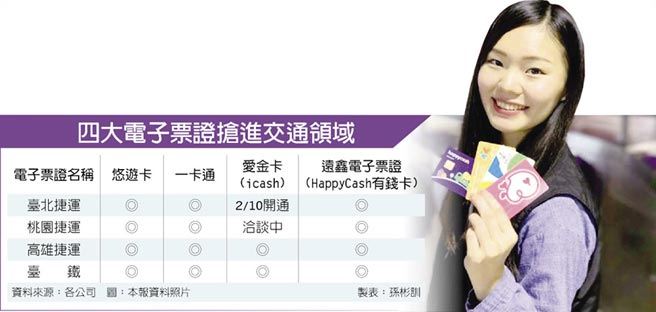 四大電子票證搶進交通領域
電子票證名稱 悠遊卡 一卡通 愛金卡 (icash) 遠鑫電子票證 (HappyCash有錢卡)
臺北捷運 ◎ ◎ 2/10開通 ◎
桃園捷運 ◎ ◎ 洽談中 ◎
高雄捷運 ◎ ◎ ◎ ◎
臺 鐵 ◎ ◎ ◎ ◎
資料來源：各公司 圖：本報資料照片 製表：孫彬訓
happycash